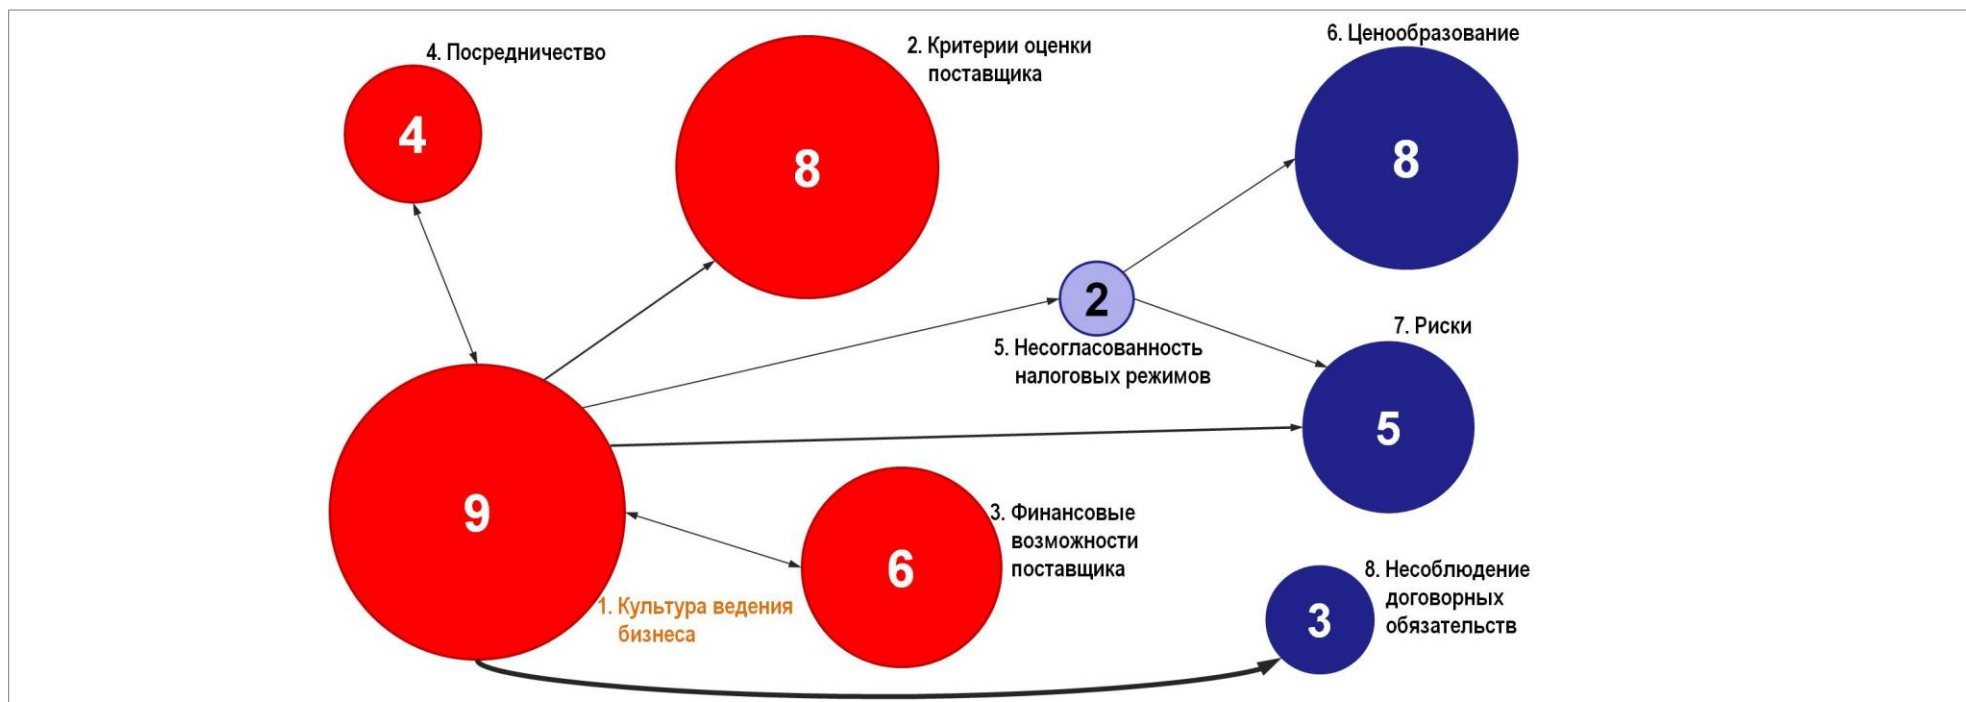 4. Посредничество
4
2. Критерии оценки
поставщика
8
6. Ценообразование
8
2
5. Несогласованность
налоговых режимов
7. Риски
5
9
1. Культура ведения
бизнеса
3. Финансовые
возможности
поставщика
6
8. Несоблюдение
договорных
обязательств
3